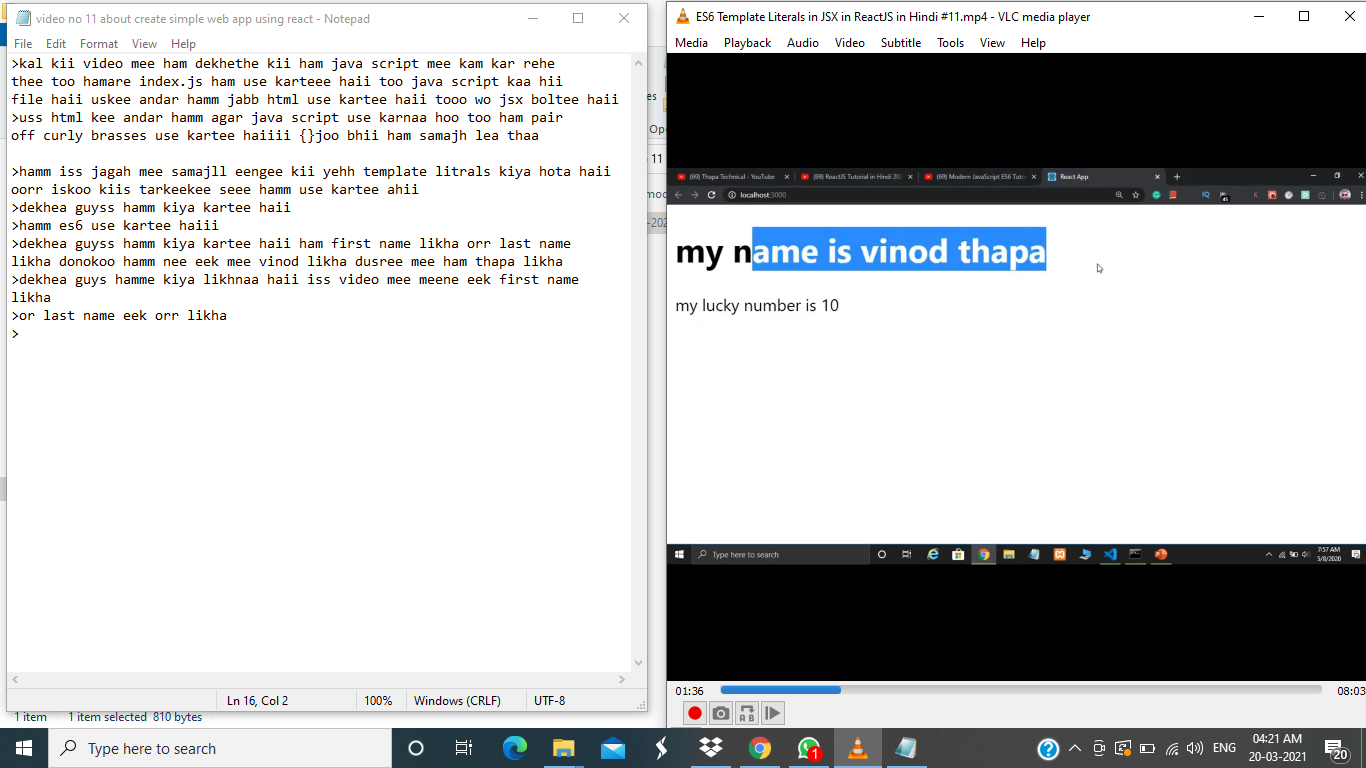 video no 11 about create simple web app using react - Notepad
File Edit Format View Help
>kal kii video mee ham dekhethe kii ham java script mee kam kar rehe
thee too hamare index.js ham use karteee haii too java script kaa hii
file haii uskee andar hamm jabb html use kartee haii tooo wo jsx boltee haii
>uss html kee andar hamm agar java script use karnaa hoo too ham pair
off curly brasses use kartee haiiii {}joo bhii ham samajh lea thaa
>hamm iss jagah mee samajll eengee kii yehh template litrals kiya hota haii
oorr iskoo kiis tarkeekee seee hamm use kartee ahii
>dekhea guyss hamm kiya kartee haii
>hamm es6 use kartee haiii
>dekhea guyss hamm kiya kartee haii ham first name likha orr last name
likha donokoo hamm nee eek mee vinod likha dusree mee ham thapa likha
>dekhea guys hamme kiya likhnaa haii iss video mee meene eek first name
likha
>or last name eek orr likha
>
Ln 16, Col 2 100% Windows (CRLF) UTF-8
1 item 1 item selected 810 bytes
ES6 Template Literals in JSX in ReactJS in Hindi #11.mp4 - VLC media player
Media Playback Audio Video Subtitle Tools View Help
(69) Thapa Technical - YouTube (69) ReactJS Tutorial in Hindi 202 (69) Modern JavaScript ES6 Tuto React App
localhost:3000
my name is vinod thapa
my lucky number is 10
Type here to search
7:57 AM
5/8/2020
01:36 08:03
Type here to search
1
ENG
04:21 AM
20-03-2021
20